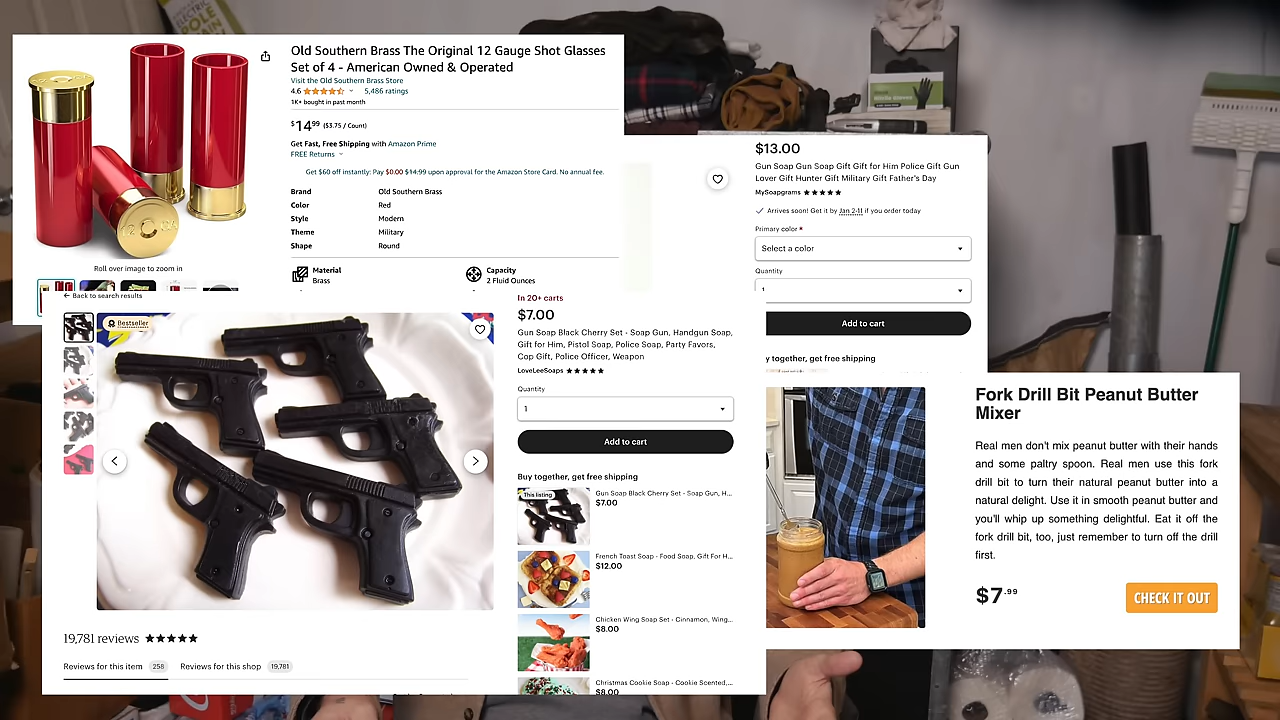 Old Southern Brass The Original 12 Gauge Shot Glasses
Set of 4 - American Owned & Operated
Visit the Old Southern Brass Store
4.6
5,486 ratings
1K+ bought in past month
$14.99 ($3.75 / Count)
Get Fast, Free Shipping with Amazon Prime
FREE Returns
Get $60 off instantly: Pay $0.00 $14.99 upon approval for the Amazon Store Card. No annual fee.
Brand Old Southern Brass
Color Red
Style Modern
Theme Military
Shape Round
Material
Brass
Capacity
2 Fluid Ounces
Roll over image to zoom in
$13.00
Gun Soap Gun Soap Gift Gift for Him Police Gift Gun
Lover Gift Hunter Gift Military Gift Father's Day
MySoapgrams
Arrives soon! Get it by Jan 2-11 if you order today
Primary color *
Select a color
Quantity
1
Add to cart
y together, get free shipping
← Back to search results
Bestseller
In 20+ carts
$7.00
Gun Soap Black Cherry Set - Soap Gun, Handgun Soap,
Gift for Him, Pistol Soap, Police Soap, Party Favors,
Cop Gift, Police Officer, Weapon
LoveLeeSoaps
Quantity
1
Add to cart
Buy together, get free shipping
This listing
Gun Soap Black Cherry Set - Soap Gun, H...
$7.00
French Toast Soap - Food Soap, Gift For H...
$12.00
Chicken Wing Soap Set - Cinnamon, Wing...
$8.00
Christmas Cookie Soap - Cookie Scented,...
$8.00
19,781 reviews
Reviews for this item 258
Reviews for this shop 19,781
Fork Drill Bit Peanut Butter
Mixer
Real men don't mix peanut butter with their hands
and some paltry spoon. Real men use this fork
drill bit to turn their natural peanut butter into a
natural delight. Use it in smooth peanut butter and
you'll whip up something delightful. Eat it off the
fork drill bit, too, just remember to turn off the drill
first.
$7.99
CHECK IT OUT